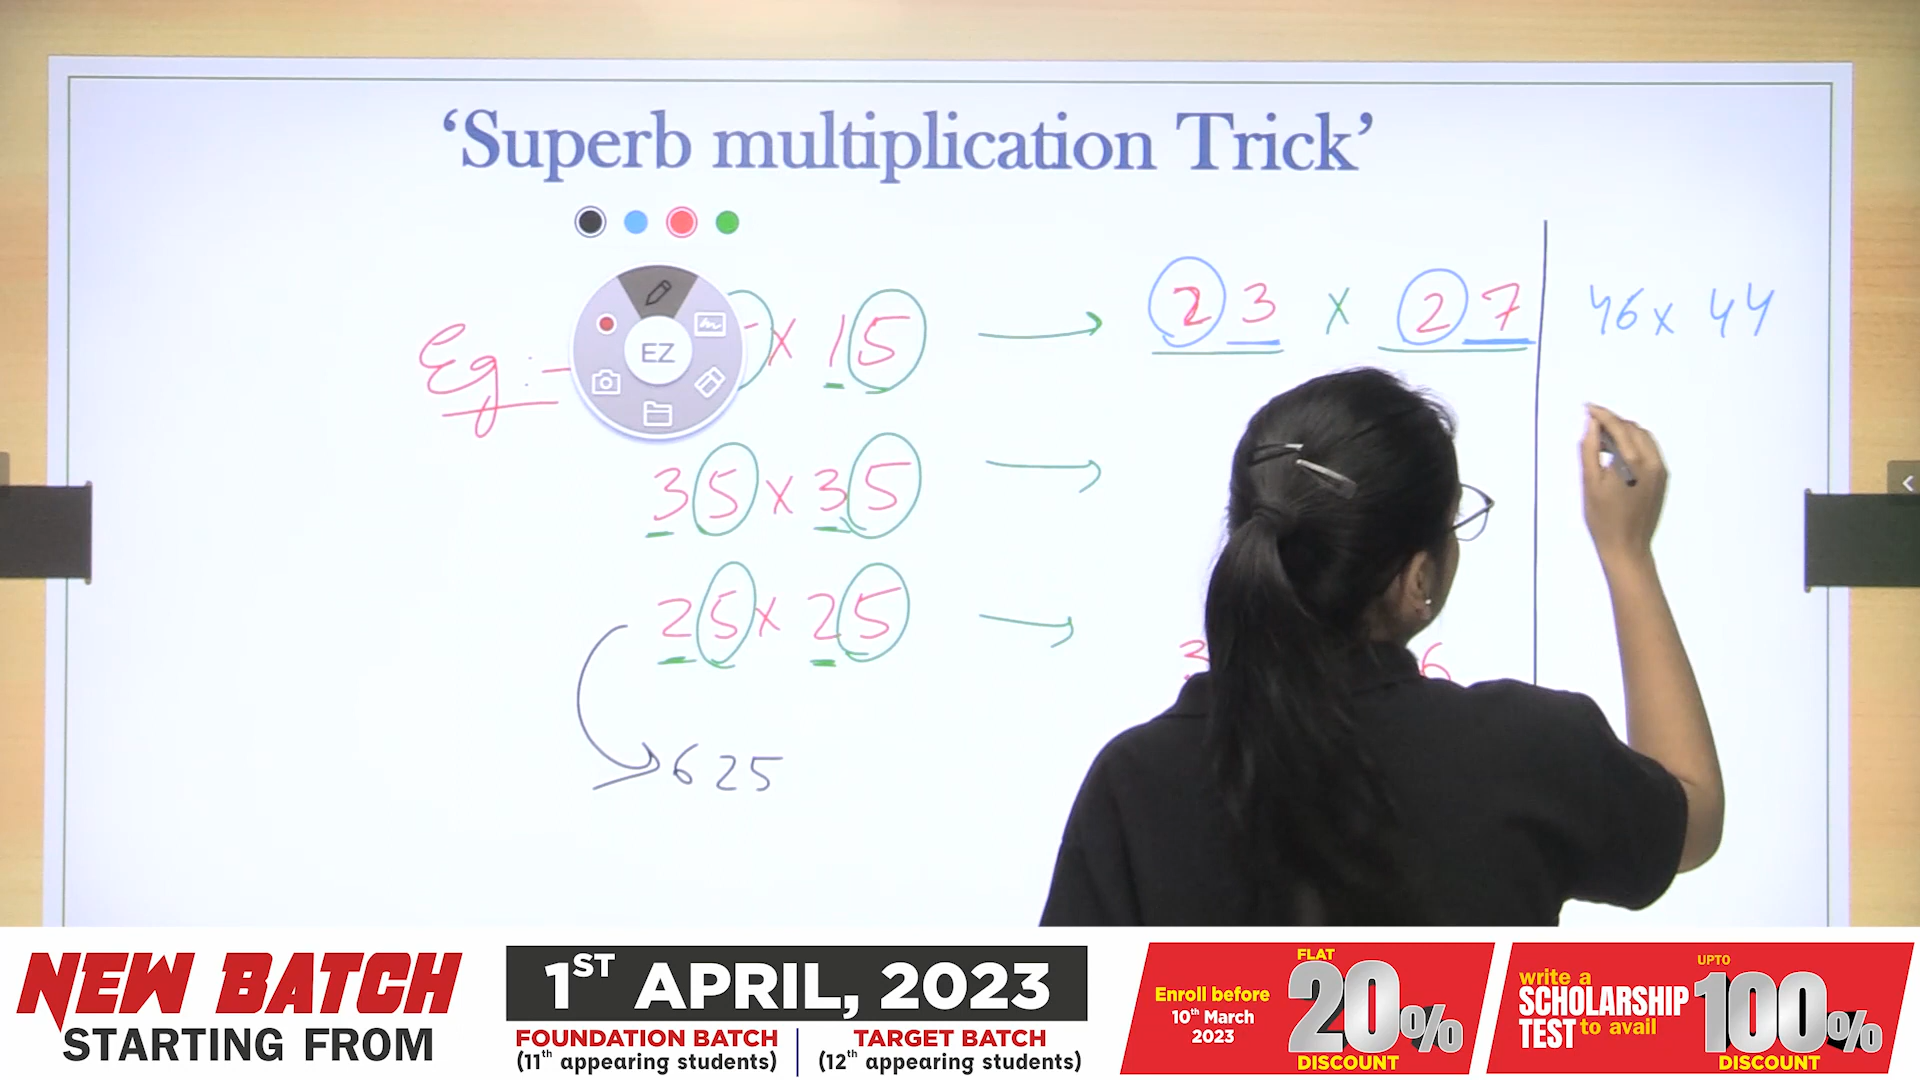 ‘Superb multiplication Trick’
Eg :- x 15 → 23 x 27 46 x 44
EZ
35 x 35 →
25 x 25 → 3 6
625
NEW BATCH
STARTING FROM
1ST APRIL, 2023
FOUNDATION BATCH
(11th appearing students)
TARGET BATCH
(12th appearing students)
Enroll before
10th March
2023
FLAT
20%
DISCOUNT
write a
SCHOLARSHIP
TEST to avail
UPTO
100%
DISCOUNT